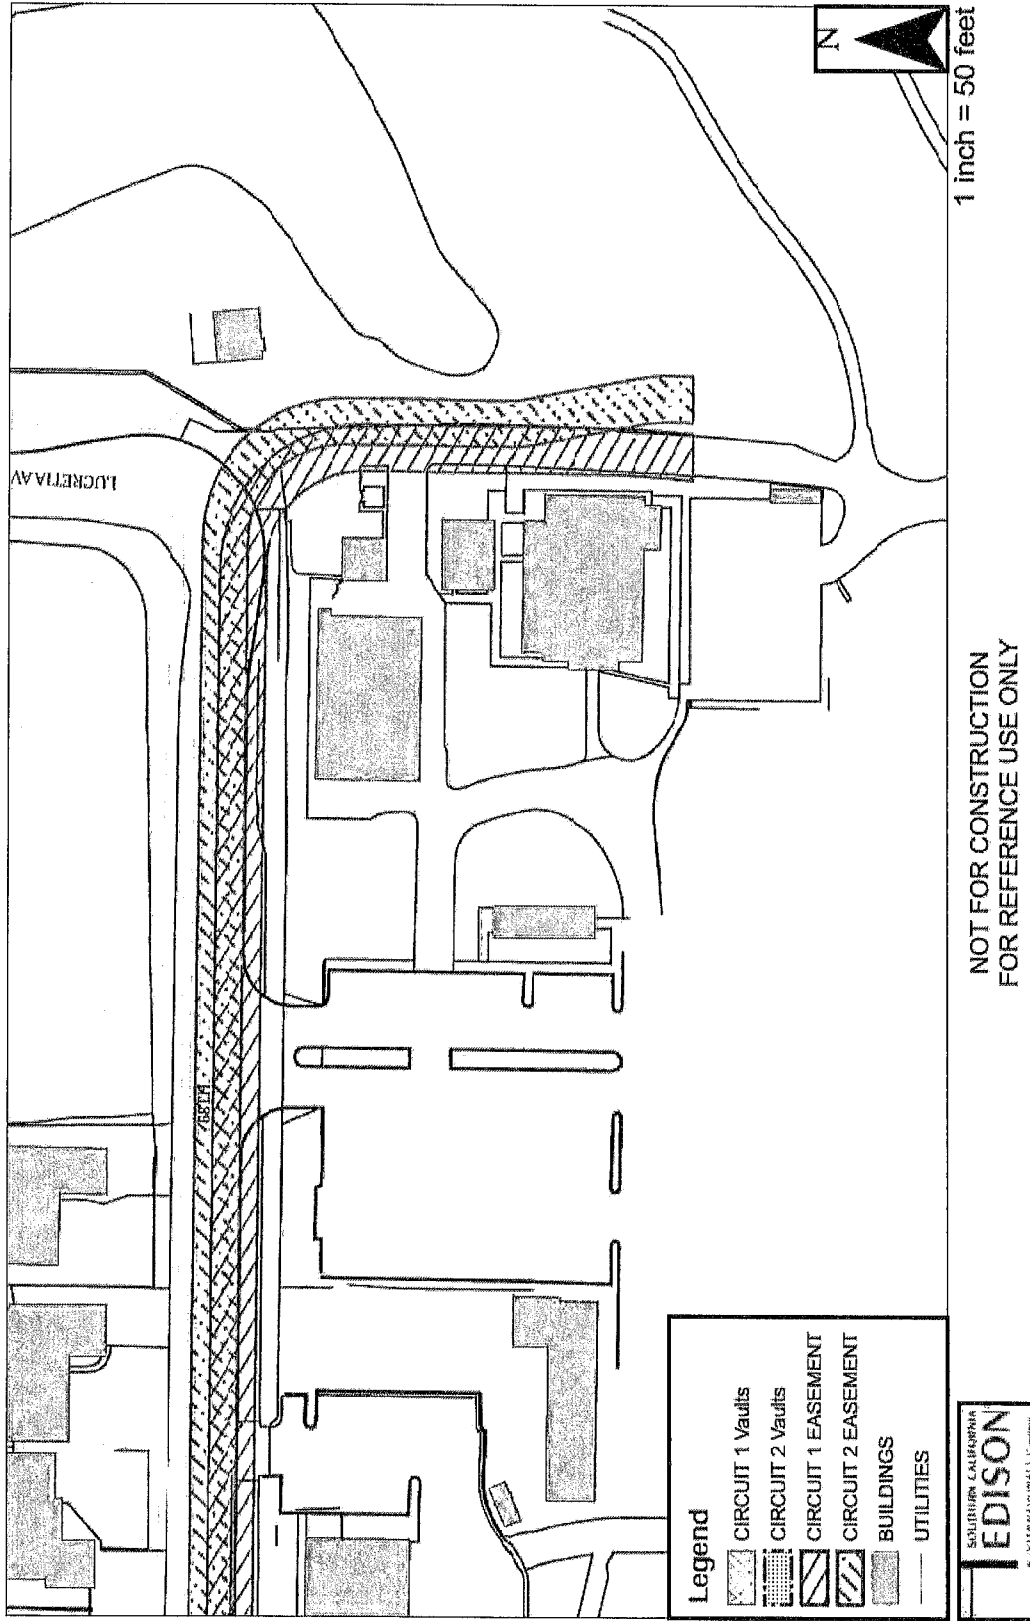 LUCRETIA AV
N
1 inch = 50 feet
NOT FOR CONSTRUCTION
FOR REFERENCE USE ONLY
Legend
CIRCUIT 1 Vaults
CIRCUIT 2 Vaults
CIRCUIT 1 EASEMENT
CIRCUIT 2 EASEMENT
BUILDINGS
UTILITIES
SOUTHERN CALIFORNIA
EDISON